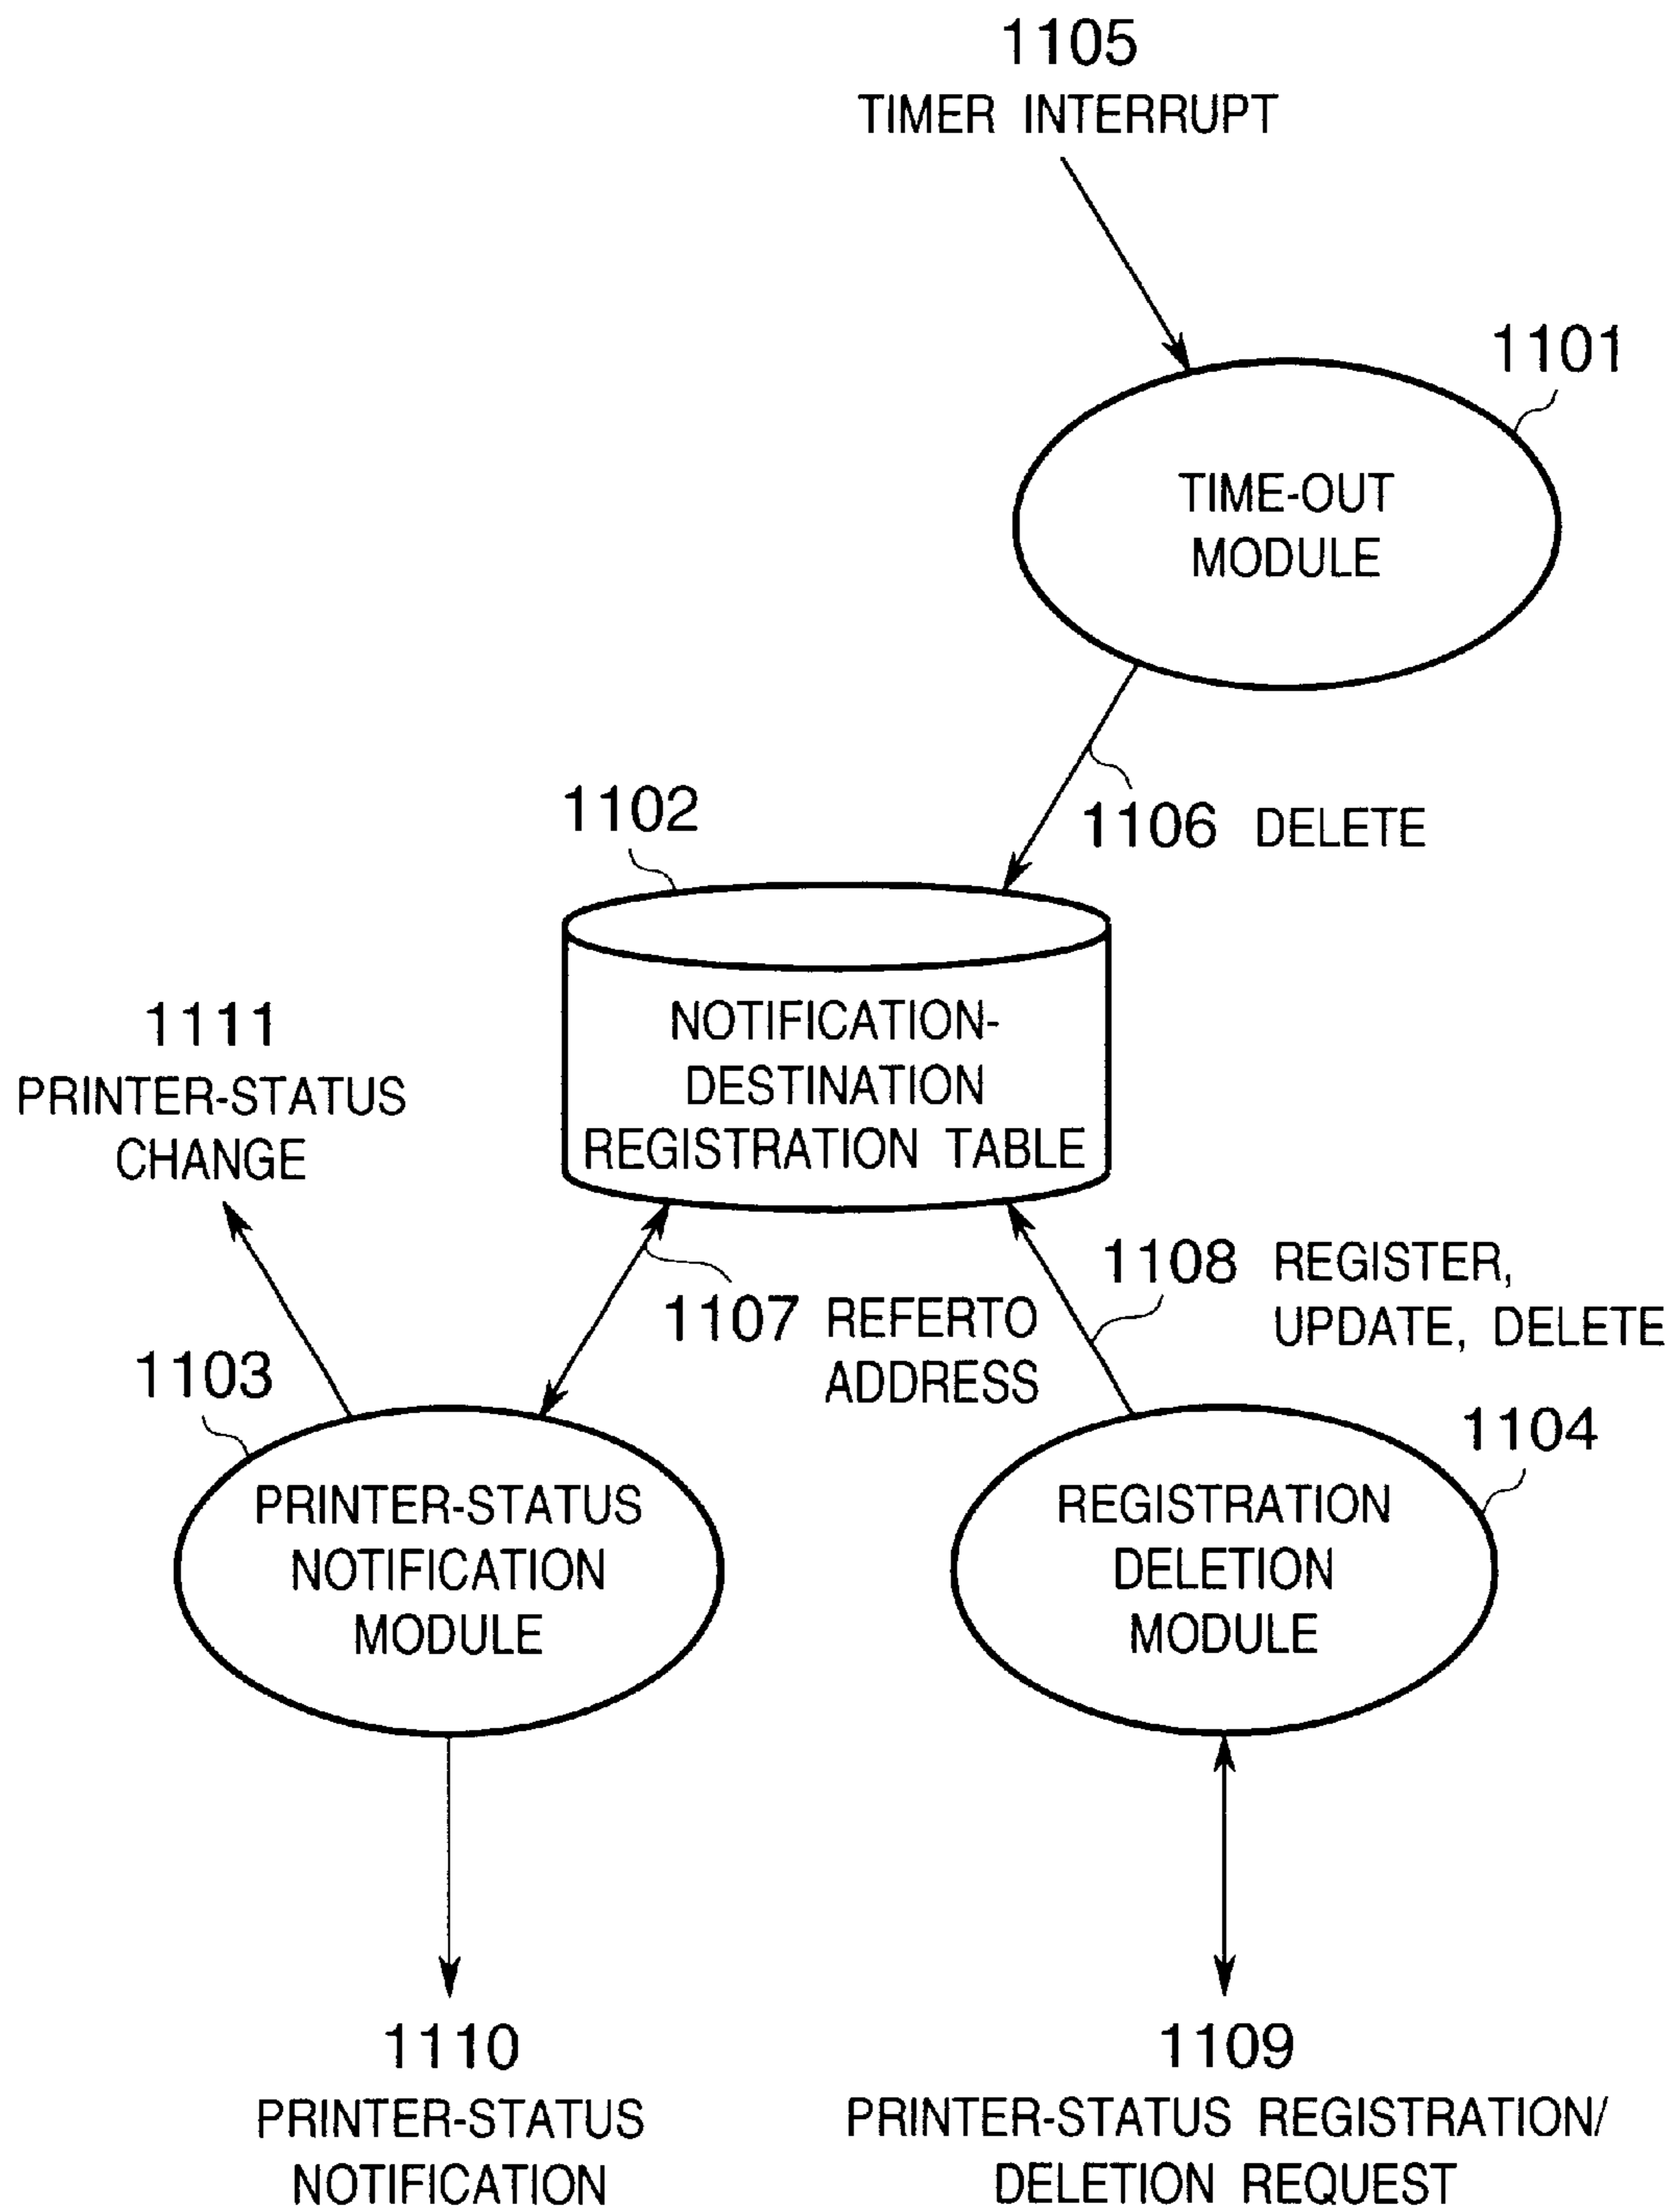 1105
TIMER INTERRUPT
1101
TIME-OUT
MODULE
1106 DELETE
1102
NOTIFICATION-
DESTINATION
REGISTRATION TABLE
1111
PRINTER-STATUS
CHANGE
1107 REFERTO
ADDRESS
1108 REGISTER,
UPDATE, DELETE
1103
PRINTER-STATUS
NOTIFICATION
MODULE
1104
REGISTRATION
DELETION
MODULE
1110
PRINTER-STATUS
NOTIFICATION
1109
PRINTER-STATUS REGISTRATION/
DELETION REQUEST